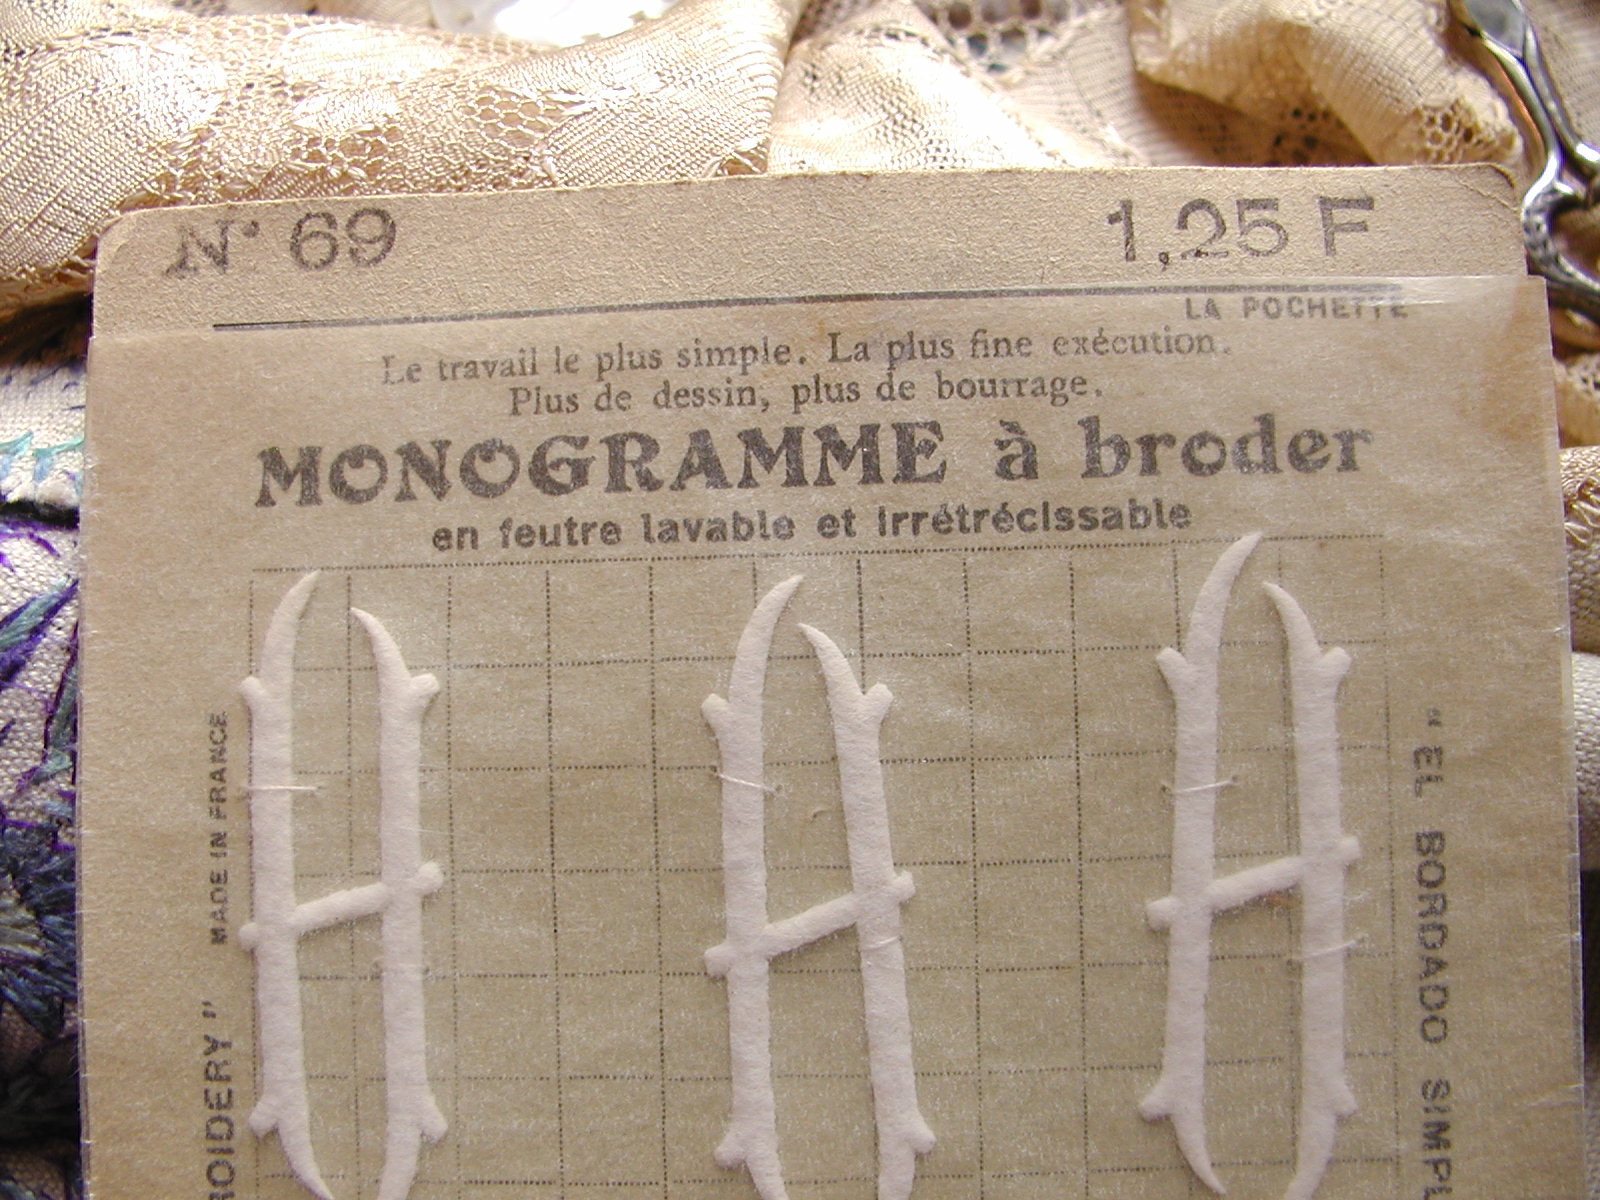 N° 69
1,25 F
LA POCHETTE
Le travail le plus simple. La plus fine exécution.
Plus de dessin, plus de bourrage.
MONOGRAMME à broder
en feutre lavable et irrétrécissable
MADE IN FRANCE
"
" EL BORDADO